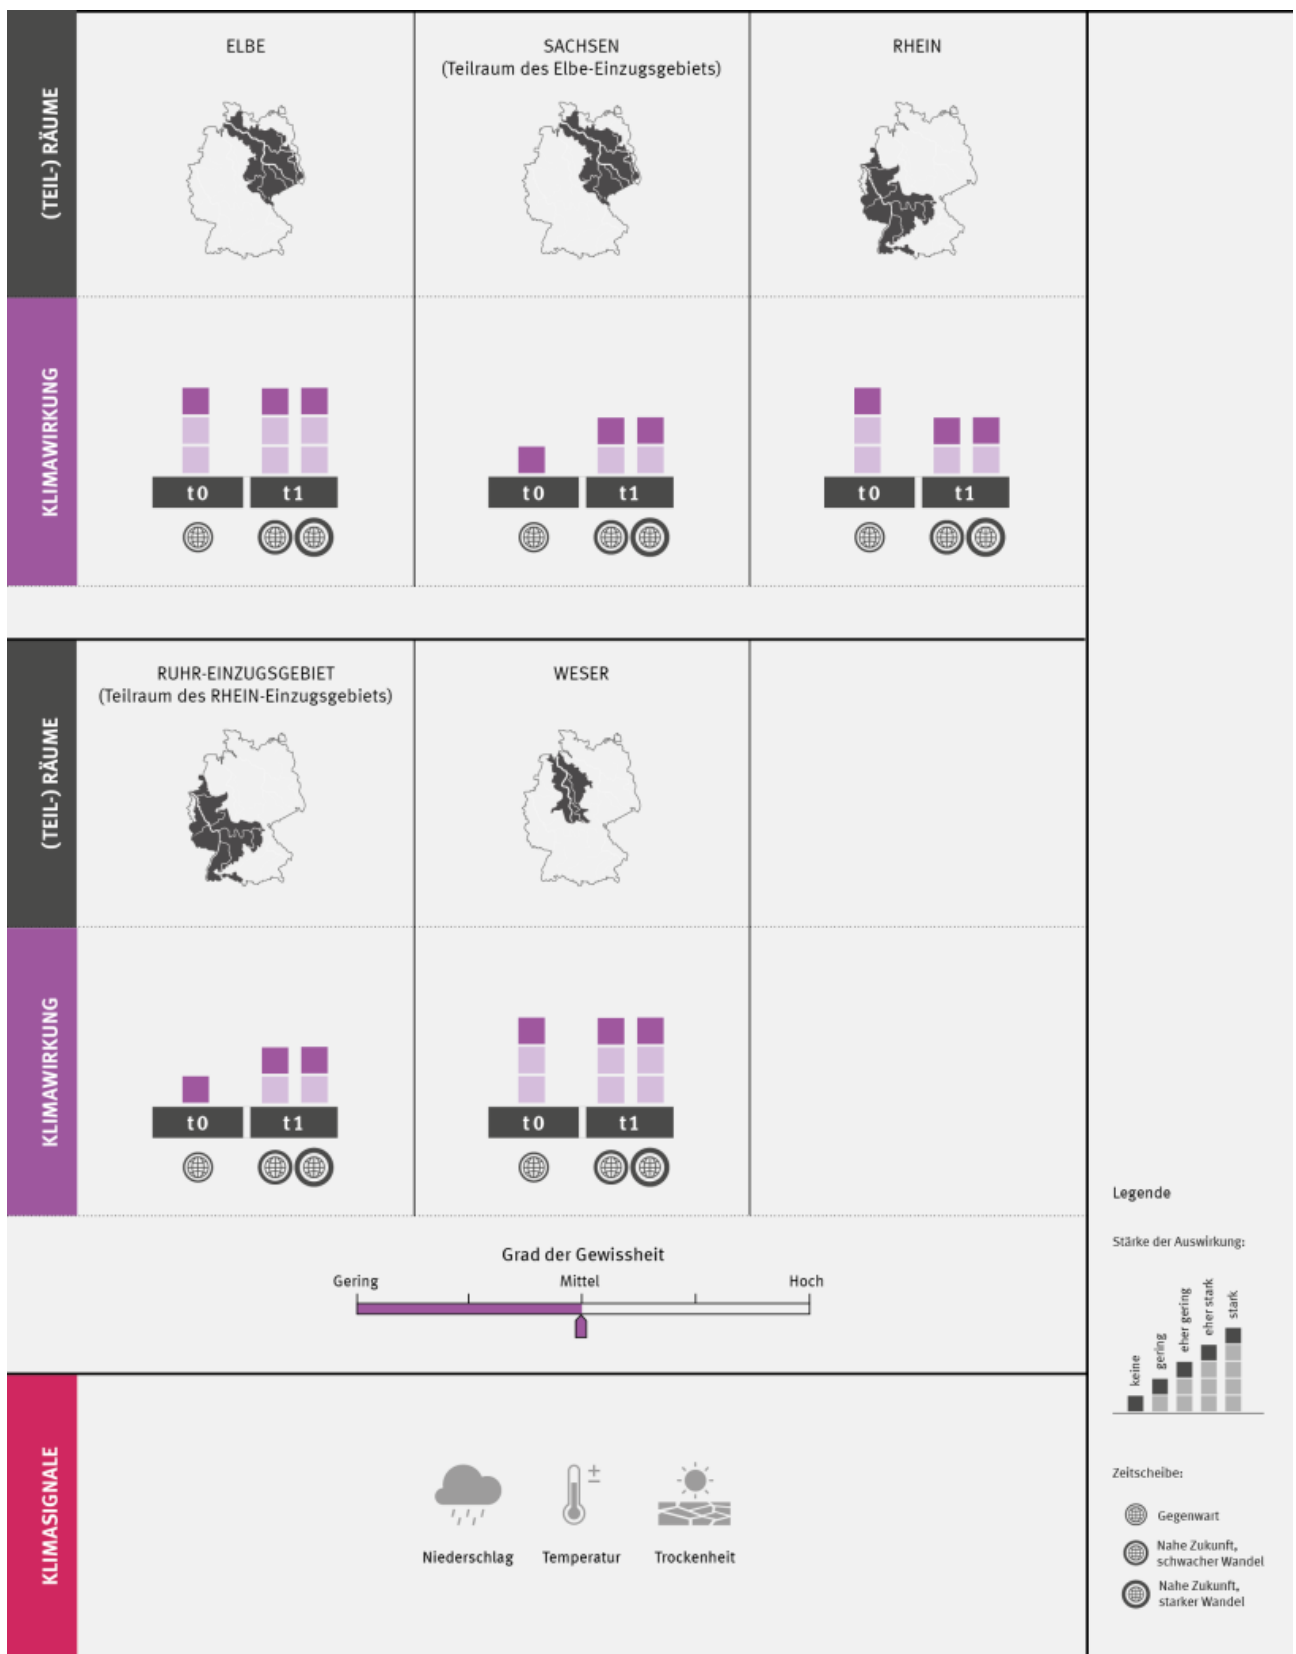 (TEIL-) RÄUME
ELBE
SACHSEN
(Teilraum des Elbe-Einzugsgebiets)
RHEIN
KLIMAWIRKUNG
t0
t1
t0
t1
t0
t1
(TEIL-) RÄUME
RUHR-EINZUGSGEBIET
(Teilraum des RHEIN-Einzugsgebiets)
WESER
KLIMAWIRKUNG
t0
t1
t0
t1
Grad der Gewissheit
Gering
Mittel
Hoch
KLIMASIGNALE
Niederschlag
Temperatur
Trockenheit
Legende
Stärke der Auswirkung:
keine
gering
eher gering
eher stark
stark
Zeitscheibe:
Gegenwart
Nahe Zukunft,
schwacher Wandel
Nahe Zukunft,
starker Wandel